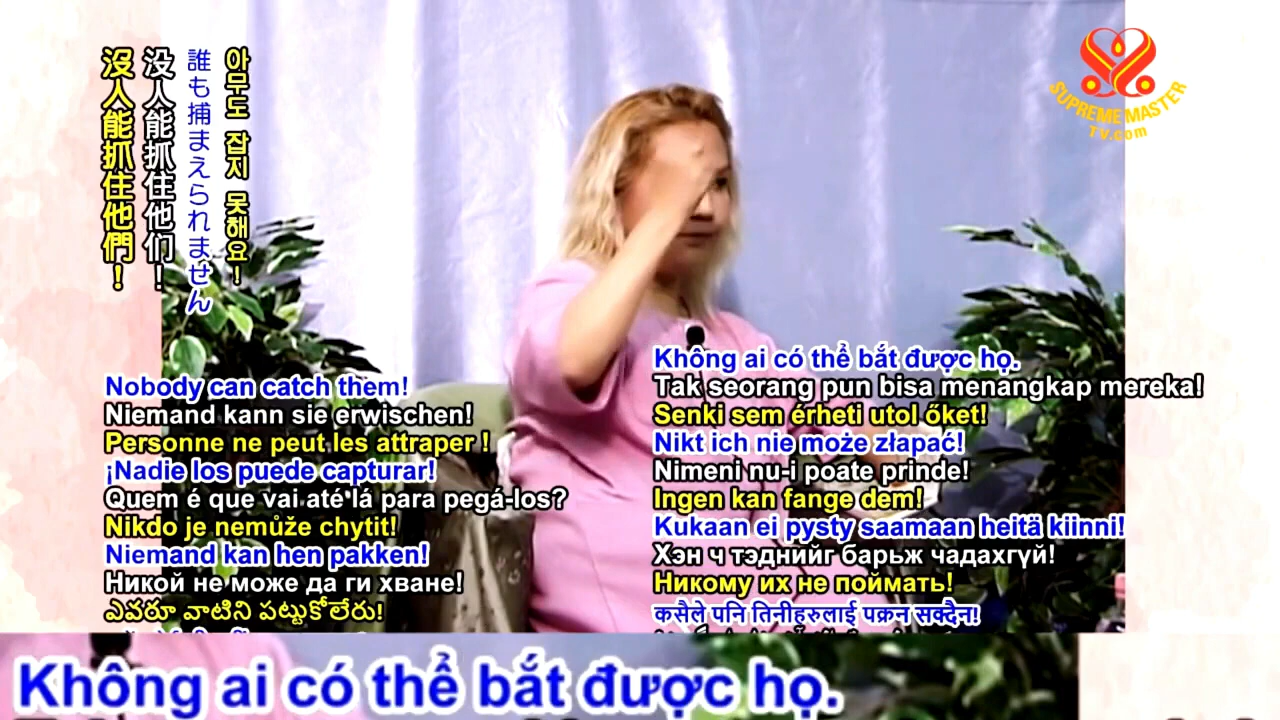 沒人能抓住他們！
没人能抓住他们！
誰も捕まえられません
아무도 잡지 못해요！
SUPREME MASTER
TV.com
Nobody can catch them!
Niemand kann sie erwischen!
Personne ne peut les attraper !
¡Nadie los puede capturar!
Quem é que vai até lá para pegá-los?
Nikdo je nemůže chytit!
Niemand kan hen pakken!
Никой не може да ги хване!
ఎవరూ వాటిని పట్టుకోలేరు!
Không ai có thể bắt được họ.
Tak seorang pun bisa menangkap mereka!
Senki sem érheti utol őket!
Nikt ich nie może złapać!
Nimeni nu-i poate prinde!
Ingen kan fange dem!
Kukaan ei pysty saamaan heitä kiinni!
Хэн ч тэднийг барьж чадахгүй!
Никому их не поймать!
कसैले पनि तिनीहरुलाई पक्रन सक्दैन!
Không ai có thể bắt được họ.